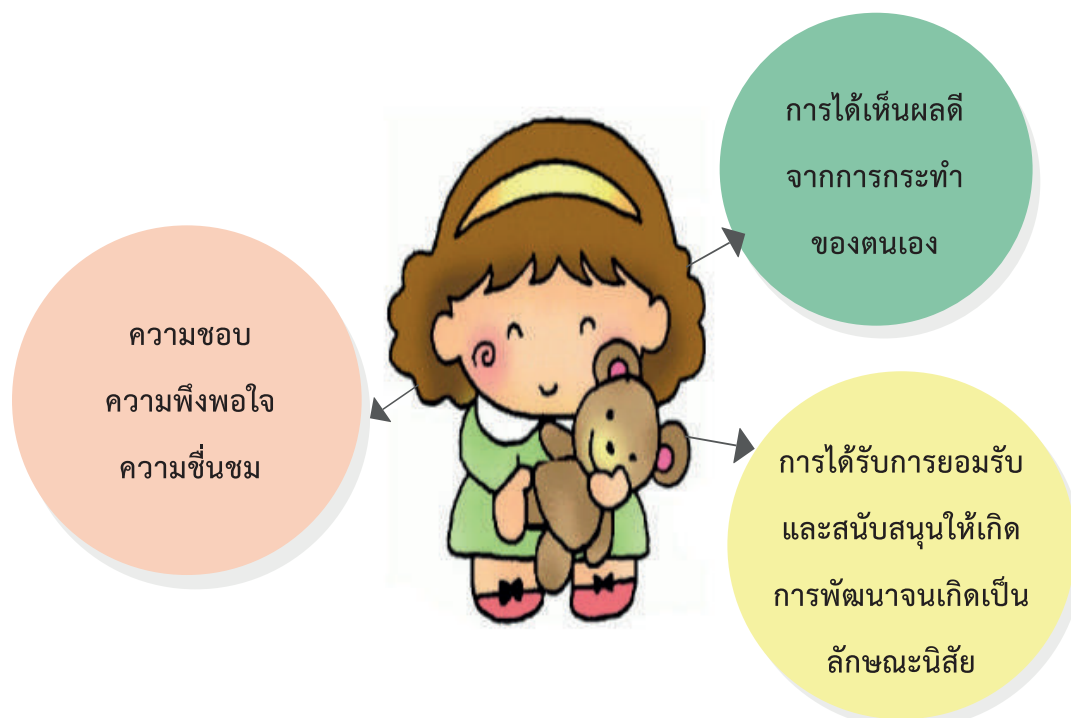 ความชอบ
ความพึงพอใจ
ความชื่นชม
การได้เห็นผลดี
จากการกระทำ
ของตนเอง
การได้รับการยอมรับ
และสนับสนุนให้เกิด
การพัฒนาจนเกิดเป็น
ลักษณะนิสัย